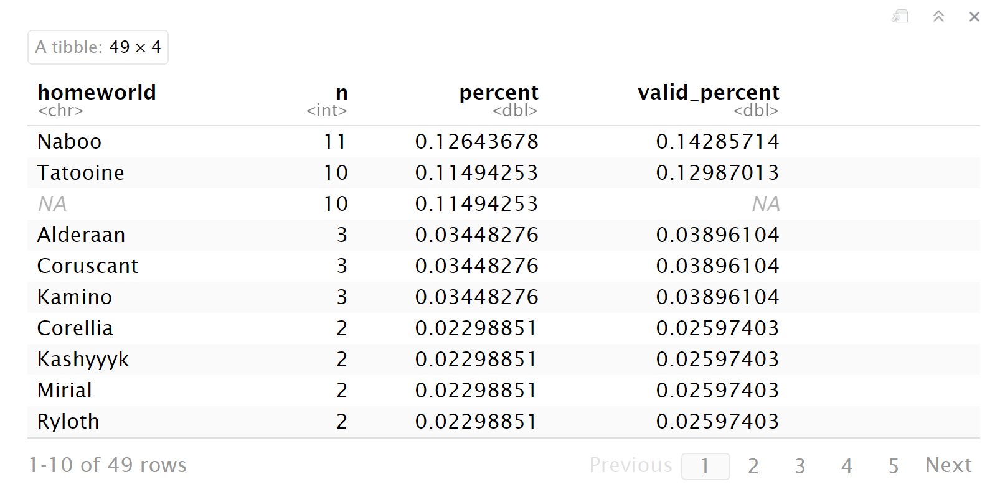 A tibble: 49 × 4
homeworld n percent valid_percent
<chr> <int> <dbl> <dbl>
Naboo 11 0.12643678 0.14285714
Tatooine 10 0.11494253 0.12987013
NA 10 0.11494253 NA
Alderaan 3 0.03448276 0.03896104
Coruscant 3 0.03448276 0.03896104
Kamino 3 0.03448276 0.03896104
Corellia 2 0.02298851 0.02597403
Kashyyyk 2 0.02298851 0.02597403
Mirial 2 0.02298851 0.02597403
Ryloth 2 0.02298851 0.02597403
1-10 of 49 rows Previous 1 2 3 4 5 Next